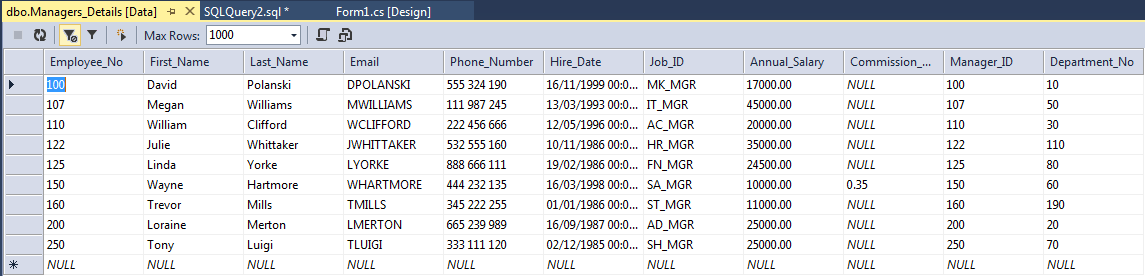 dbo.Managers_Details [Data] SQLQuery2.sql * Form1.cs [Design]
Max Rows: 1000
Employee_No First_Name Last_Name Email Phone_Number Hire_Date Job_ID Annual_Salary Commission_... Manager_ID Department_No
100 David Polanski DPOLANSKI 555 324 190 16/11/1999 00:0... MK_MGR 17000.00 NULL 100 10
107 Megan Williams MWILLIAMS 111 987 245 13/03/1993 00:0... IT_MGR 45000.00 NULL 107 50
110 William Clifford WCLIFFORD 222 456 666 12/05/1996 00:0... AC_MGR 20000.00 NULL 110 30
122 Julie Whittaker JWHITTAKER 532 555 160 10/11/1986 00:0... HR_MGR 35000.00 NULL 122 110
125 Linda Yorke LYORKE 888 666 111 19/02/1986 00:0... FN_MGR 24500.00 NULL 125 80
150 Wayne Hartmore WHARTMORE 444 232 135 16/03/1998 00:0... SA_MGR 10000.00 0.35 150 60
160 Trevor Mills TMILLS 345 222 255 01/01/1986 00:0... ST_MGR 11000.00 NULL 160 190
200 Loraine Merton LMERTON 665 239 989 16/09/1987 00:0... AD_MGR 25000.00 NULL 200 20
250 Tony Luigi TLUIGI 333 111 120 02/12/1985 00:0... SH_MGR 25000.00 NULL 250 70
NULL NULL NULL NULL NULL NULL NULL NULL NULL NULL NULL